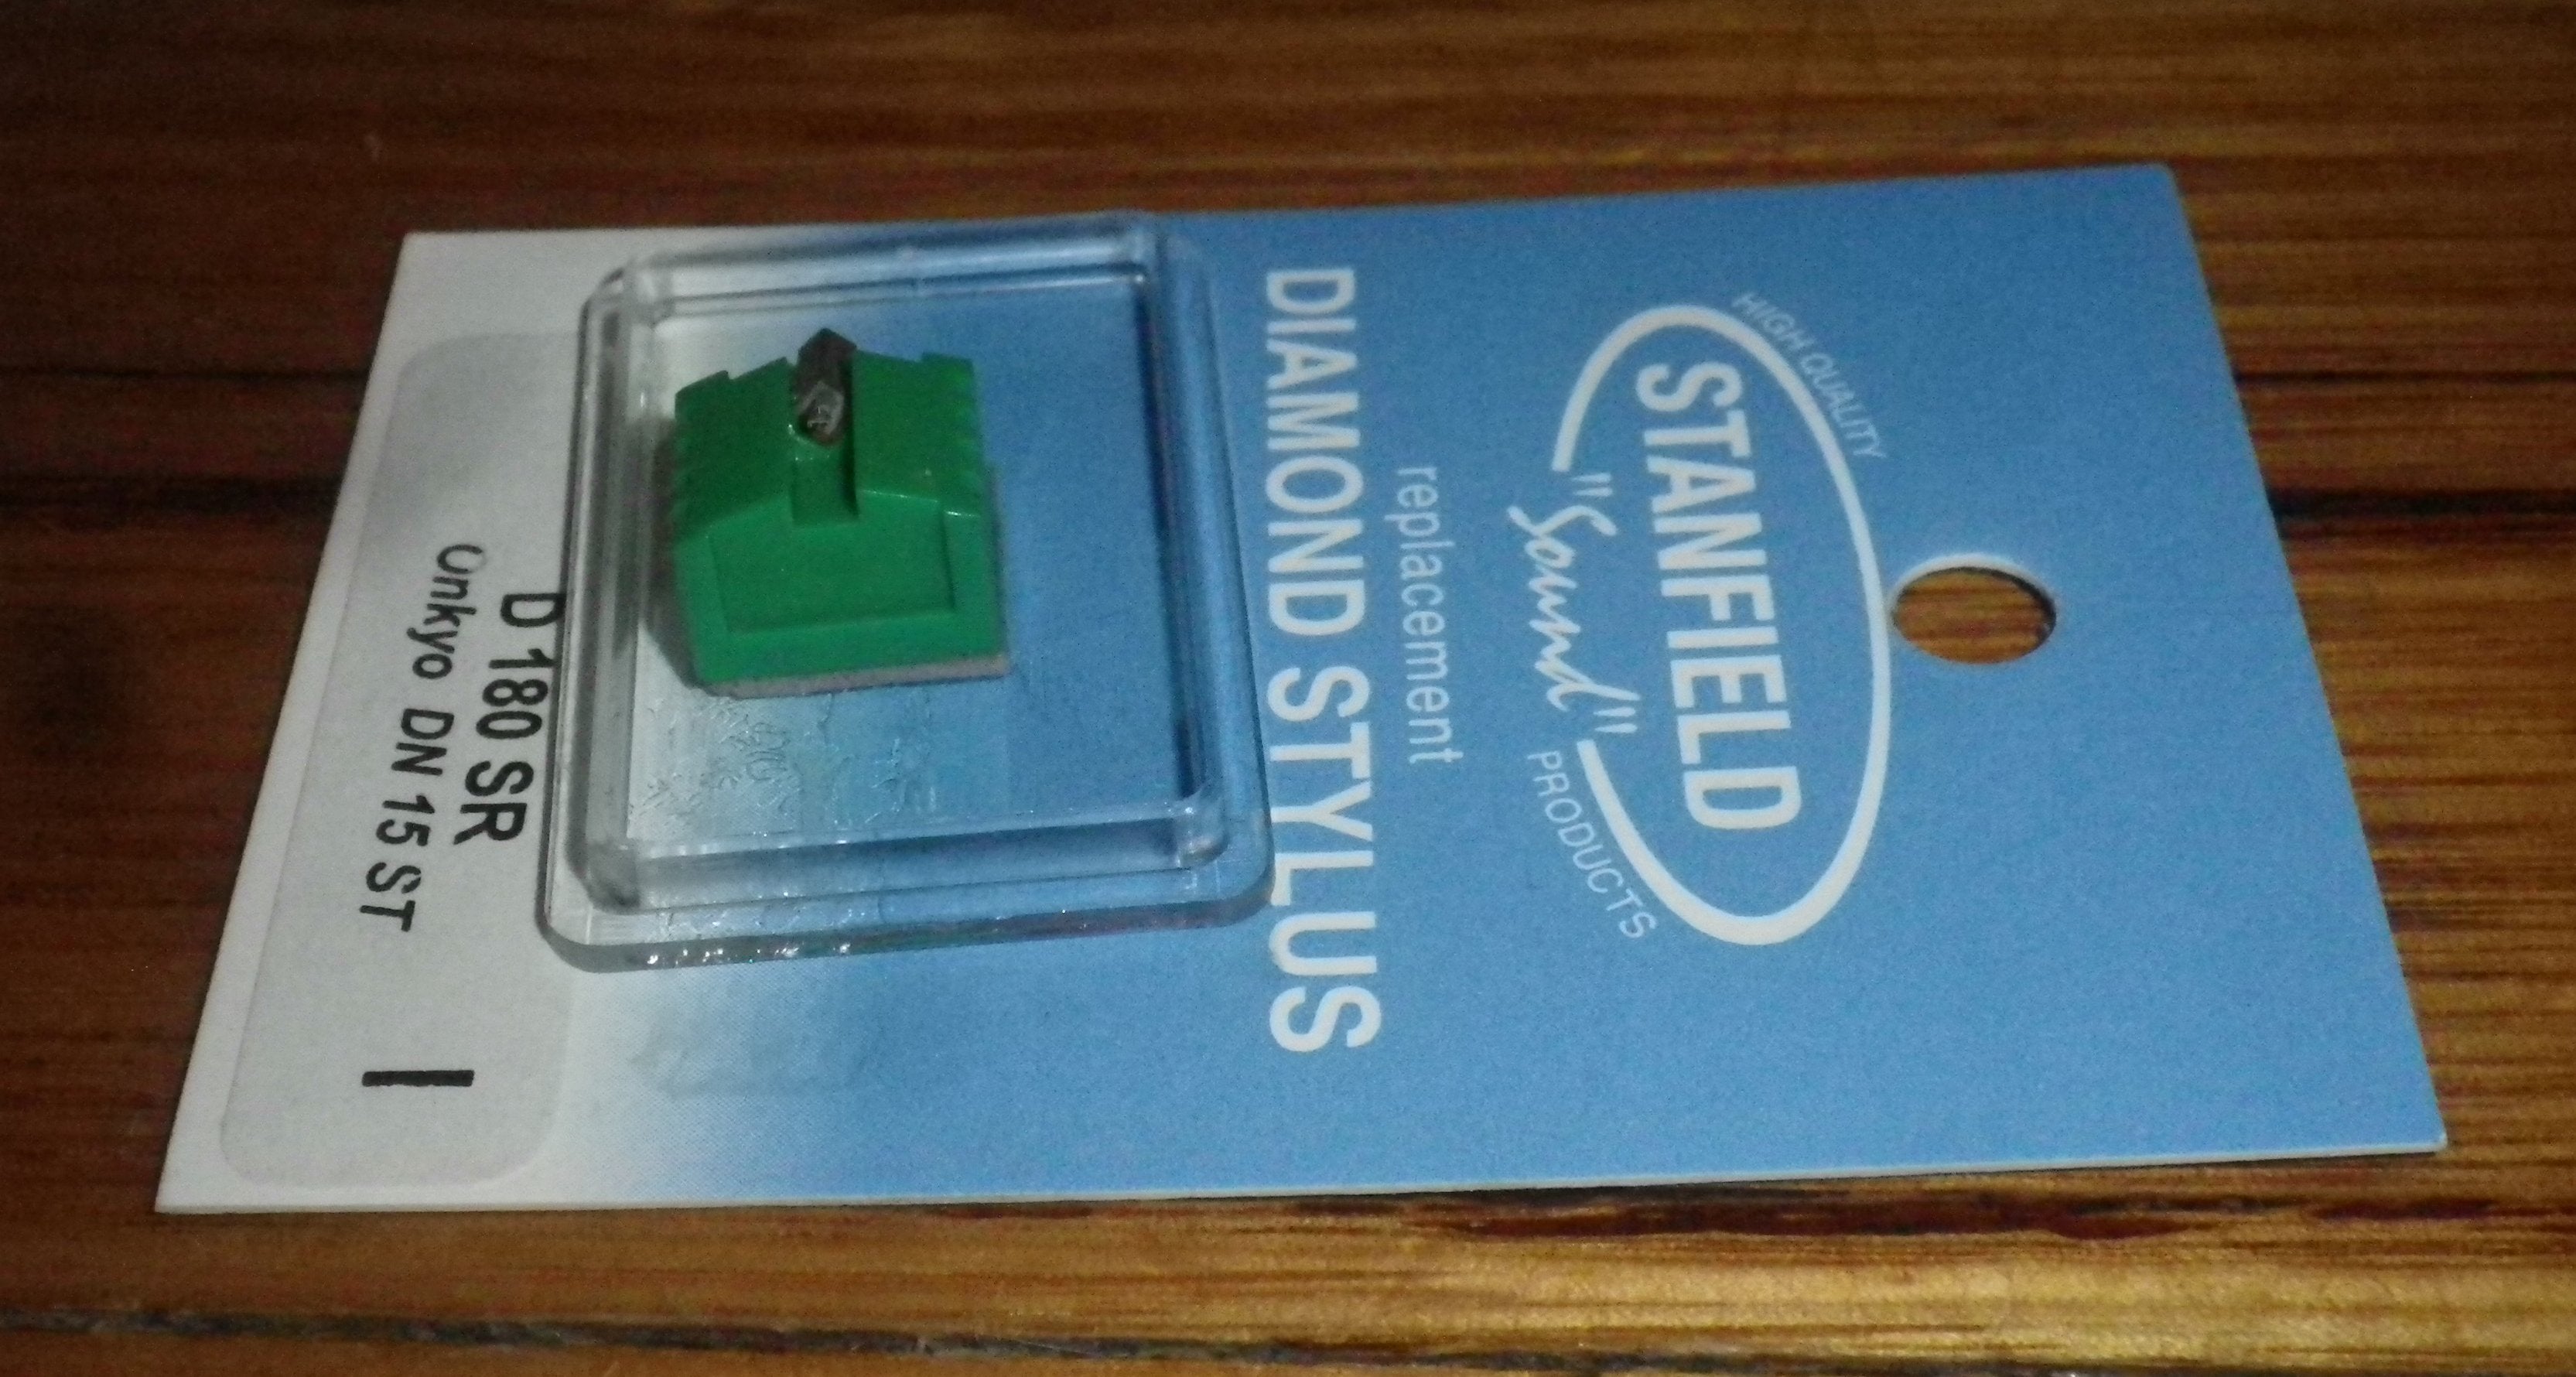 HIGH QUALITY
STANFIELD
"Sound"
PRODUCTS
replacement
DIAMOND STYLUS
D 180 SR
Onkyo DN 15 ST